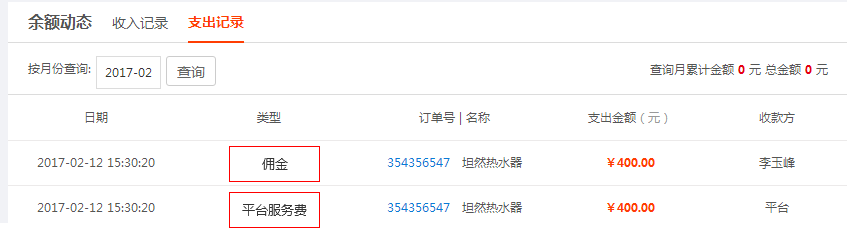 余额动态 收入记录 支出记录
按月份查询: 2017-02 查询 查询月累计金额 0 元 总金额 0 元
日期 类型 订单号 | 名称 支出金额（元） 收款方
2017-02-12 15:30:20 佣金 354356547 坦然热水器 ￥400.00 李玉峰
2017-02-12 15:30:20 平台服务费 354356547 坦然热水器 ￥400.00 平台